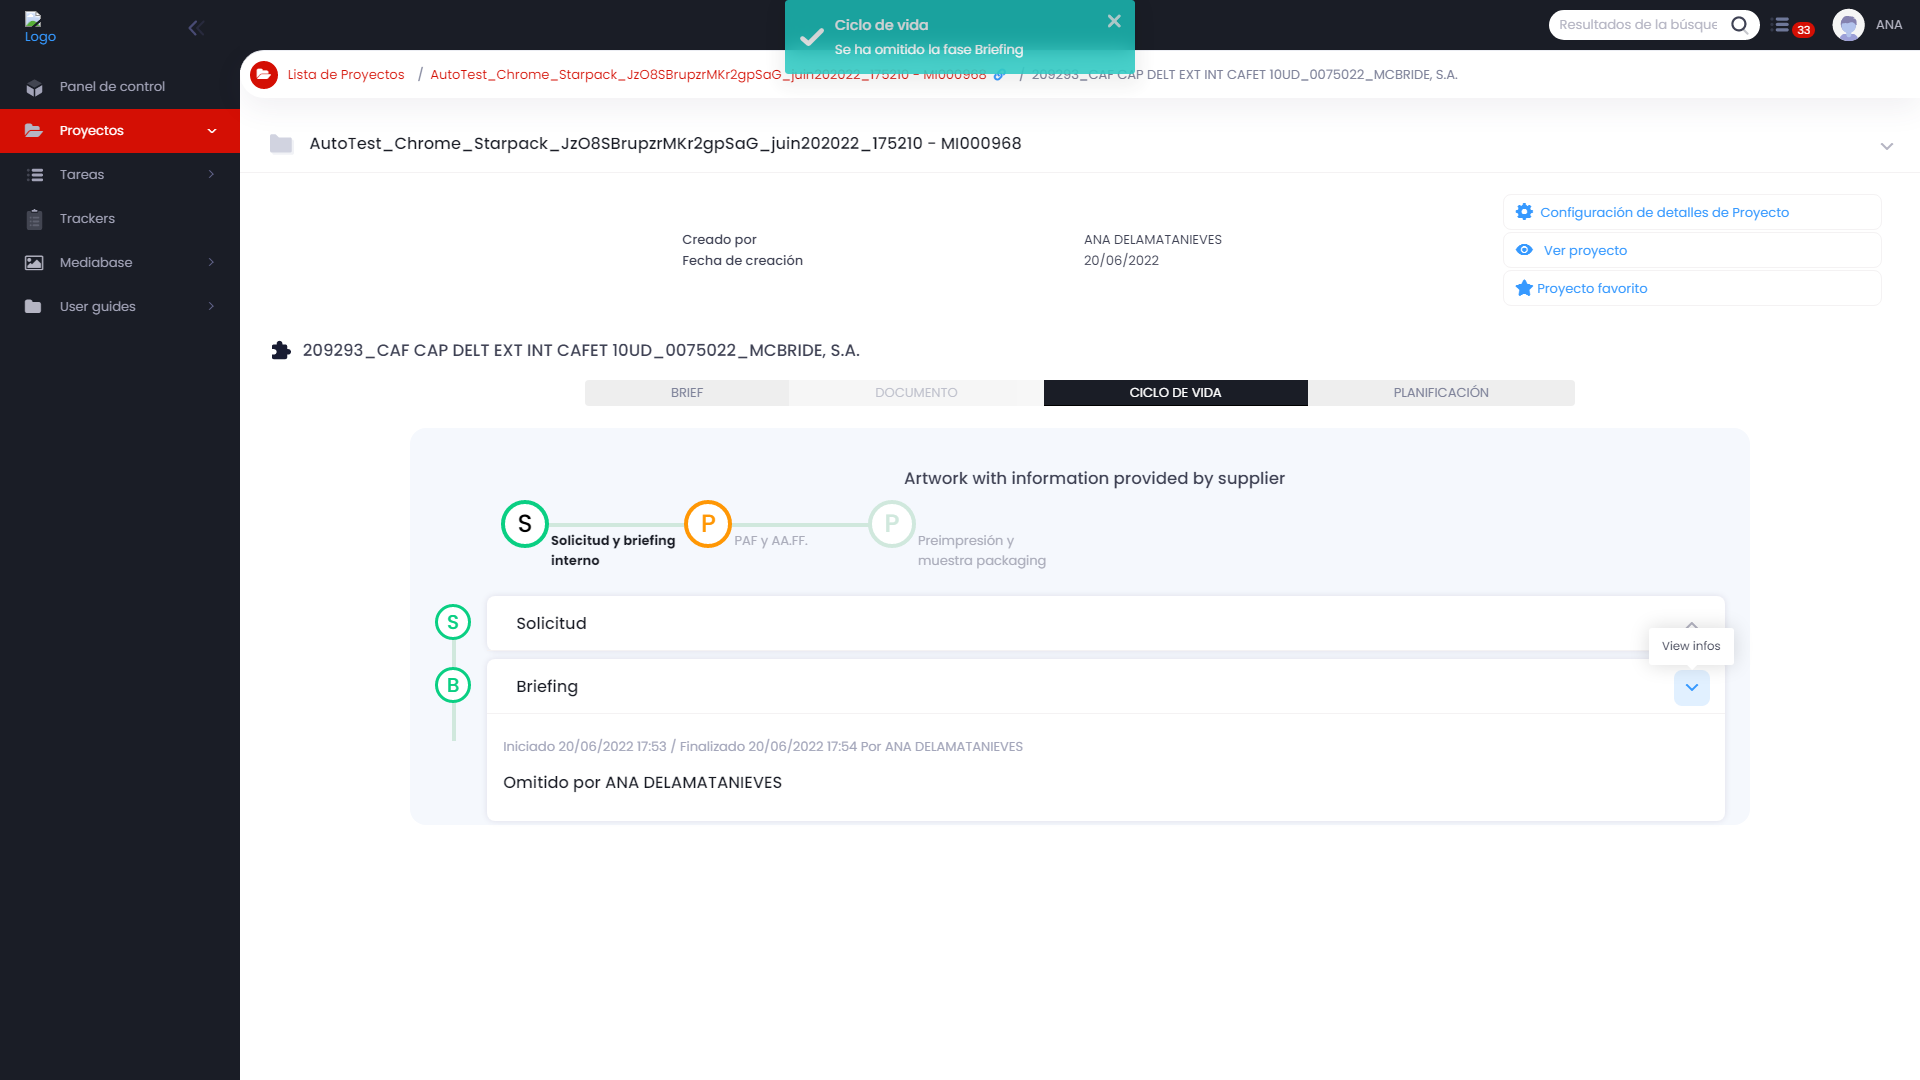 Logo
Ciclo de vida
Se ha omitido la fase Briefing
Resultados de la búsque
33
ANA
Lista de Proyectos / AutoTest_Chrome_Starpack_JzO8SBrupzrMKr2gpSaG_juin202022_175210 - MI000968 / 209293_CAF CAP DELT EXT INT CAFET 10UD_0075022_MCBRIDE, S.A.
Panel de control
Proyectos
Tareas
Trackers
Mediabase
User guides
AutoTest_Chrome_Starpack_JzO8SBrupzrMKr2gpSaG_juin202022_175210 - MI000968
Creado por ANA DELAMATANIEVES
Fecha de creación 20/06/2022
Configuración de detalles de Proyecto
Ver proyecto
Proyecto favorito
209293_CAF CAP DELT EXT INT CAFET 10UD_0075022_MCBRIDE, S.A.
BRIEF DOCUMENTO CICLO DE VIDA PLANIFICACIÓN
Artwork with information provided by supplier
S P P
Solicitud y briefing
interno
PAF y AA.FF.
Preimpresión y
muestra packaging
S Solicitud
View infos
B Briefing
Iniciado 20/06/2022 17:53 / Finalizado 20/06/2022 17:54 Por ANA DELAMATANIEVES
Omitido por ANA DELAMATANIEVES